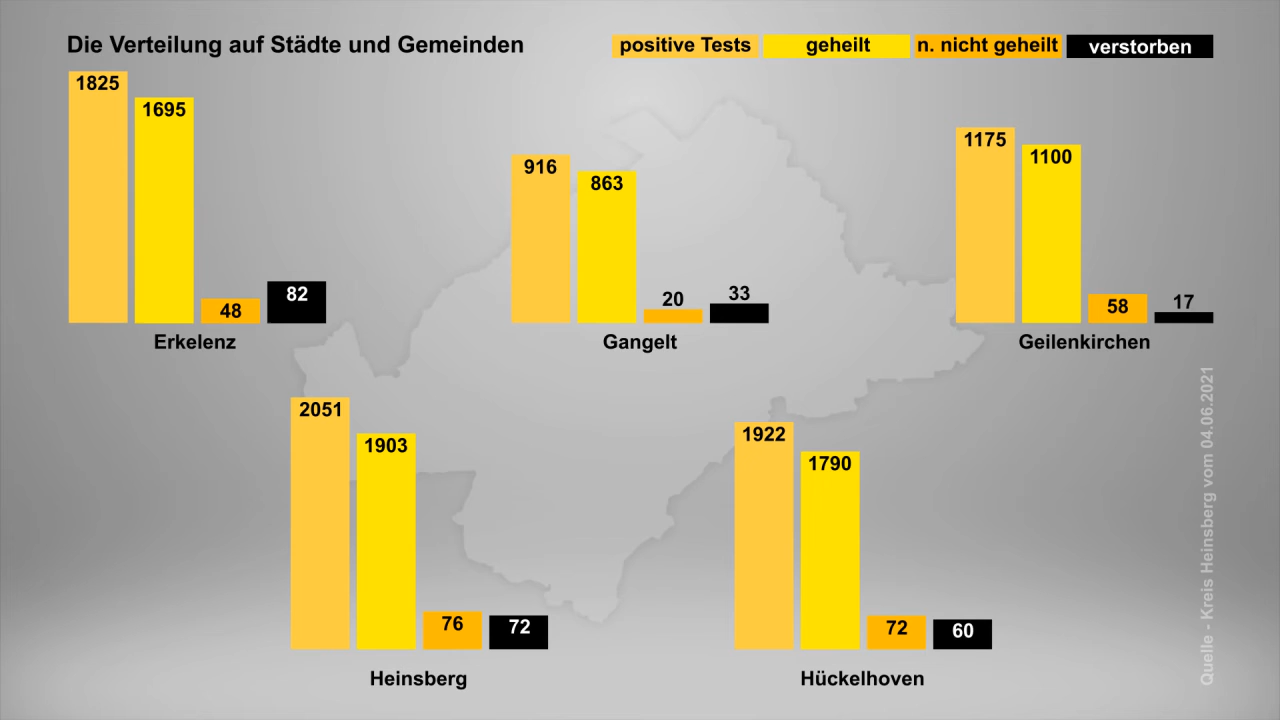 Die Verteilung auf Städte und Gemeinden
positive Tests
geheilt
n. nicht geheilt
verstorben
1825
1695
48
82
Erkelenz
916
863
20
33
Gangelt
1175
1100
58
17
Geilenkirchen
2051
1903
76
72
Heinsberg
1922
1790
72
60
Hückelhoven
Quelle - Kreis Heinsberg vom 04.06.2021